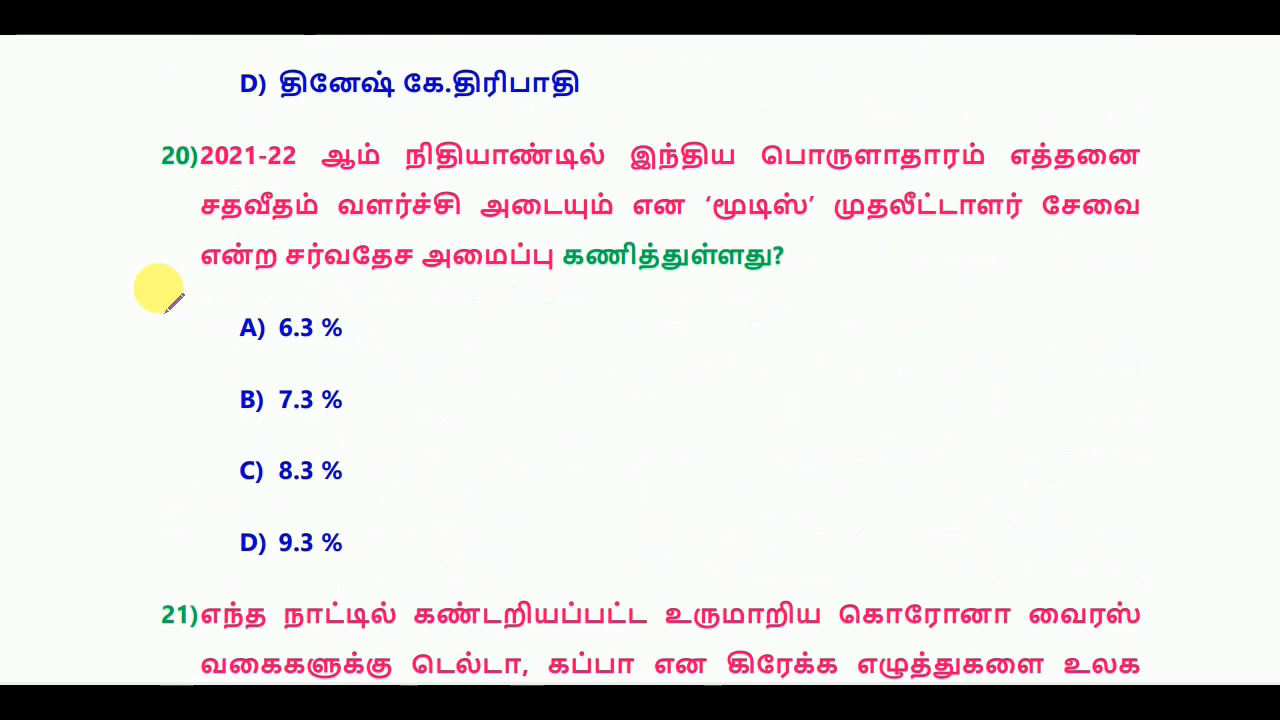 D) தினேஷ் கே.திரிபாதி
20)2021-22 ஆம் நிதியாண்டில் இந்திய பொருளாதாரம் எத்தனை
சதவீதம் வளர்ச்சி அடையும் என ‘மூடிஸ்’ முதலீட்டாளர் சேவை
என்ற சர்வதேச அமைப்பு கணித்துள்ளது?
A) 6.3 %
B) 7.3 %
C) 8.3 %
D) 9.3 %
21)எந்த நாட்டில் கண்டறியப்பட்ட உருமாறிய கொரோனா வைரஸ்
வகைகளுக்கு டெல்டா, கப்பா என கிரேக்க எழுத்துகளை உலக